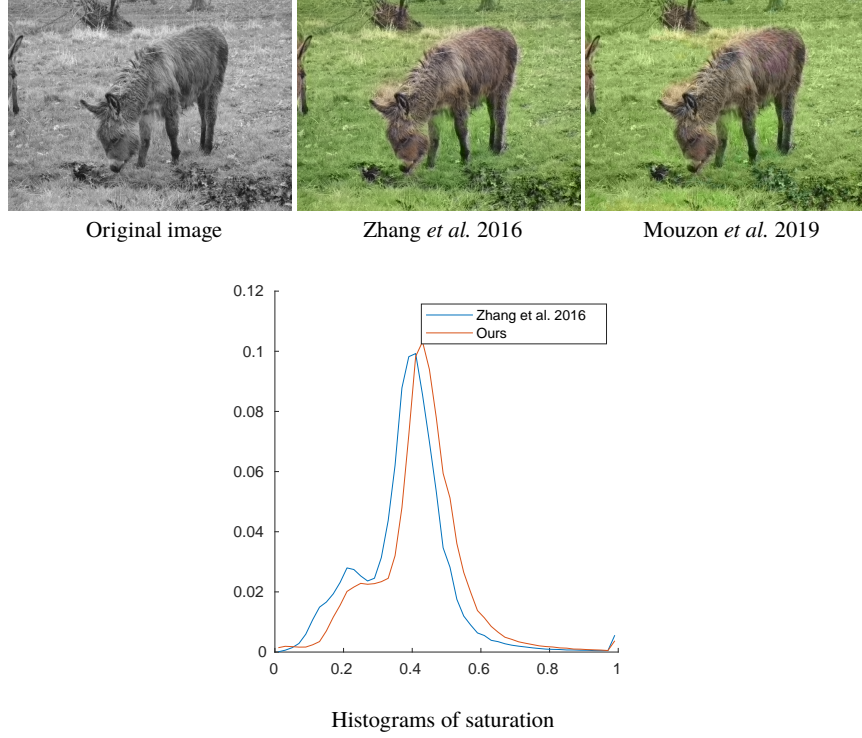 Original image
Zhang et al. 2016
Mouzon et al. 2019
0.12
Zhang et al. 2016
Ours
0.1
0.08
0.06
0.04
0.02
0
0 0.2 0.4 0.6 0.8 1
Histograms of saturation